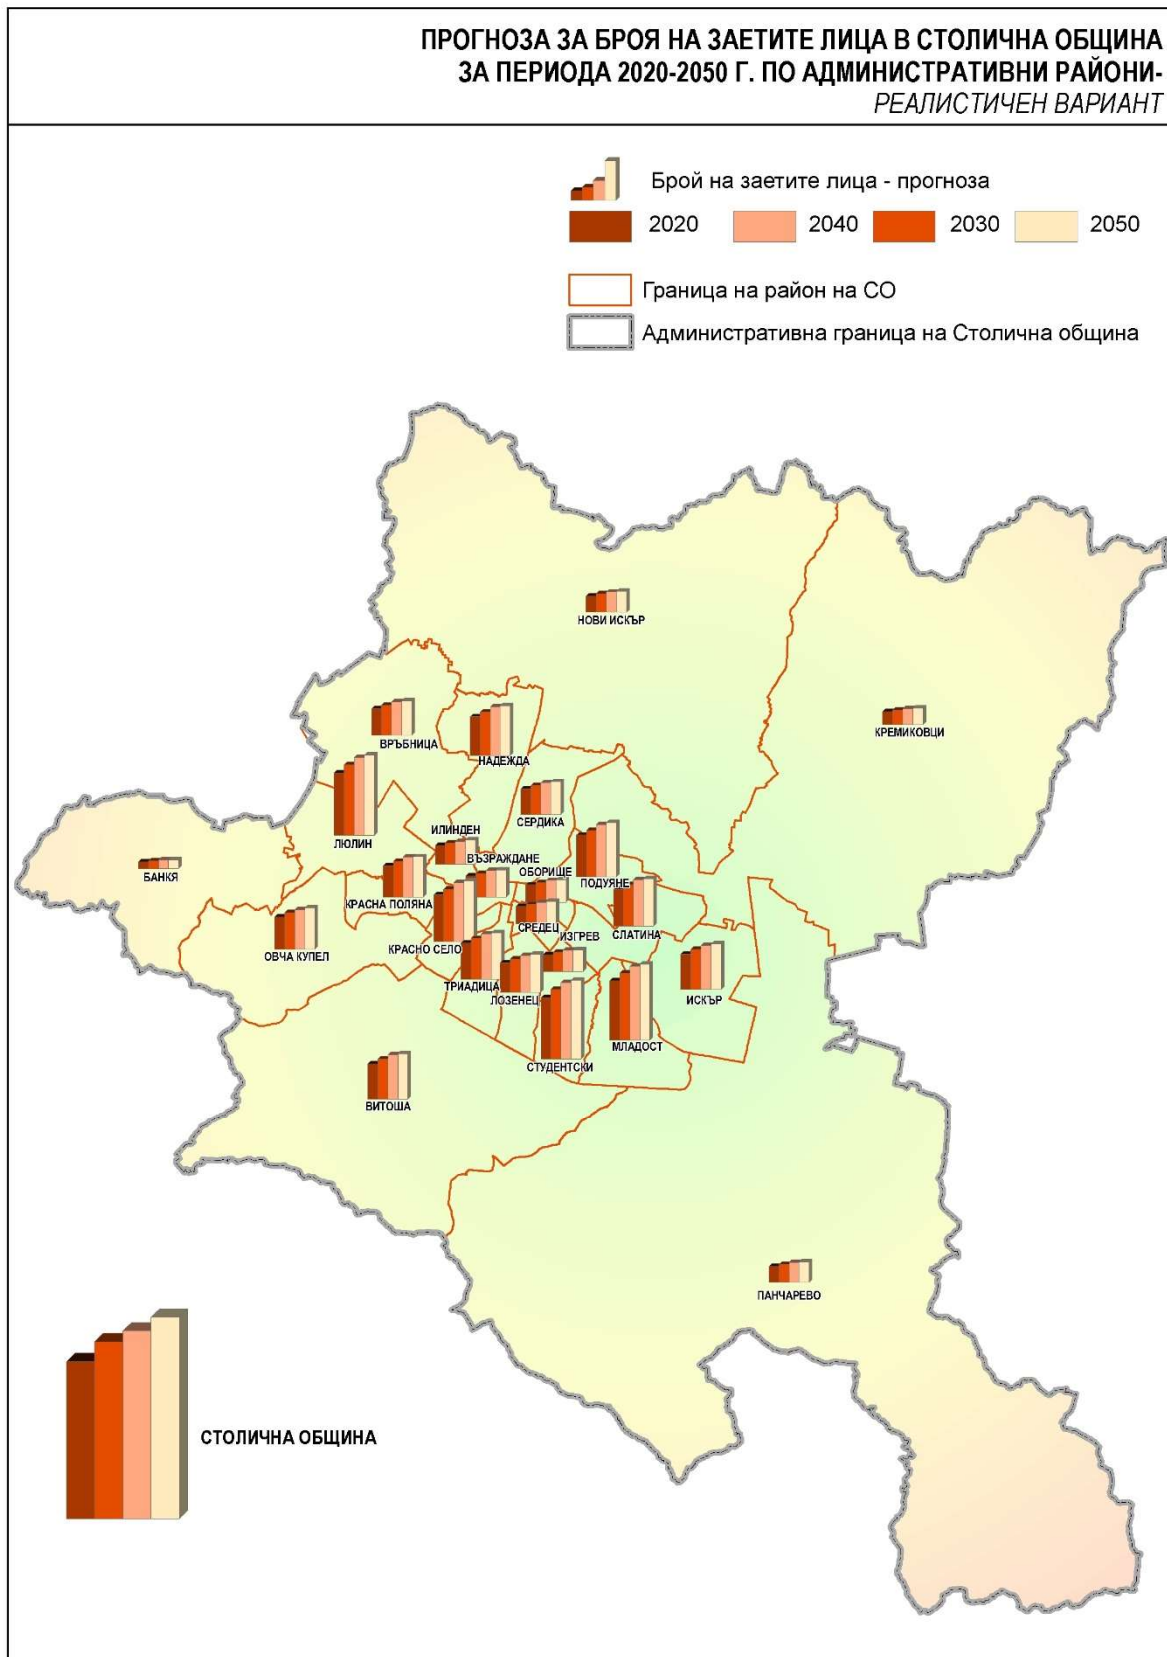 ПРОГНОЗА ЗА БРОЯ НА ЗАЕТИТЕ ЛИЦА В СТОЛИЧНА ОБЩИНА
ЗА ПЕРИОДА 2020-2050 Г. ПО АДМИНИСТРАТИВНИ РАЙОНИ-
РЕАЛИСТИЧЕН ВАРИАНТ
Брой на заетите лица - прогноза
2020 2040 2030 2050
Граница на район на СО
Административна граница на Столична община
НОВИ ИСКЪР
КРЕМИКОВЦИ
ВРЪБНИЦА
НАДЕЖДА
СЕРДИКА
ИЛИНДЕН
ЛЮЛИН
ВЪЗРАЖДАНЕ
ОБОРИЩЕ
БАНКЯ
ПОДУЯНЕ
КРАСНА ПОЛЯНА
СРЕДЕЦ
СЛАТИНА
ИЗГРЕВ
КРАСНО СЕЛО
ОВЧА КУПЕЛ
ТРИАДИЦА
ЛОЗЕНЕЦ
ИСКЪР
МЛАДОСТ
СТУДЕНТСКИ
ВИТОША
ПАНЧАРЕВО
СТОЛИЧНА ОБЩИНА